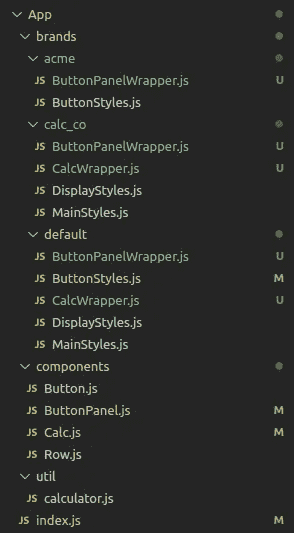 App
brands
acme
JS ButtonPanelWrapper.js U
JS ButtonStyles.js
calc_co
JS ButtonPanelWrapper.js U
JS CalcWrapper.js U
JS DisplayStyles.js
JS MainStyles.js
default
JS ButtonPanelWrapper.js U
JS ButtonStyles.js M
JS CalcWrapper.js U
JS DisplayStyles.js
JS MainStyles.js
components
JS Button.js
JS ButtonPanel.js M
JS Calc.js M
JS Row.js
util
JS calculator.js
JS index.js M